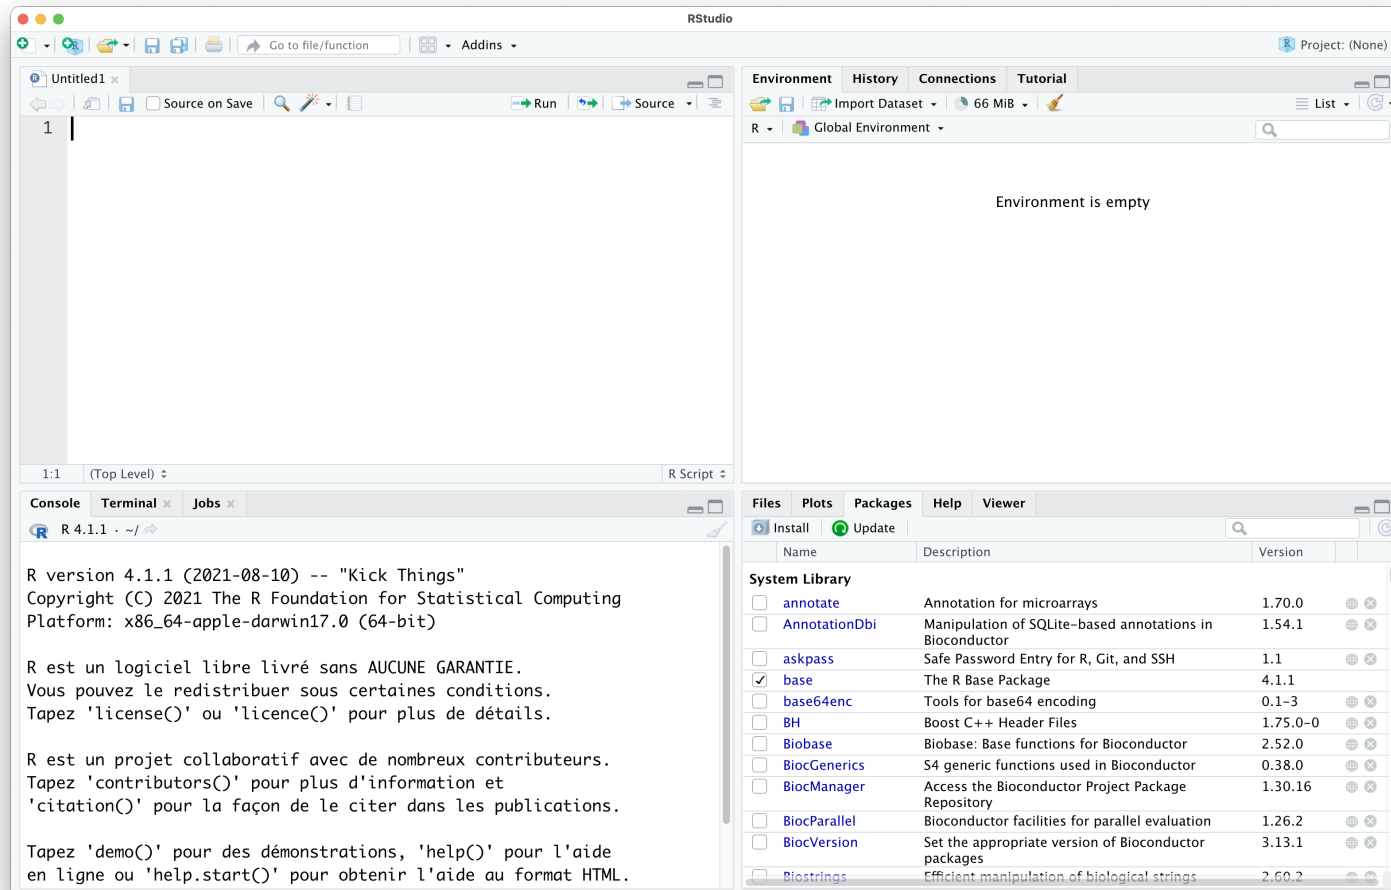 RStudio
Go to file/function
Addins
Project: (None)
Untitled1
Source on Save
Run
Source
1
1:1
(Top Level)
R Script
Environment History Connections Tutorial
Import Dataset
66 MiB
List
R
Global Environment
Environment is empty
Console Terminal Jobs
R 4.1.1 · ~/
R version 4.1.1 (2021-08-10) -- "Kick Things"
Copyright (C) 2021 The R Foundation for Statistical Computing
Platform: x86_64-apple-darwin17.0 (64-bit)
R est un logiciel libre livré sans AUCUNE GARANTIE.
Vous pouvez le redistribuer sous certaines conditions.
Tapez 'license()' ou 'licence()' pour plus de détails.
R est un projet collaboratif avec de nombreux contributeurs.
Tapez 'contributors()' pour plus d'information et
'citation()' pour la façon de le citer dans les publications.
Tapez 'demo()' pour des démonstrations, 'help()' pour l'aide
en ligne ou 'help.start()' pour obtenir l'aide au format HTML.
Files Plots Packages Help Viewer
Install
Update
Name Description Version
System Library
annotate Annotation for microarrays 1.70.0
AnnotationDbi Manipulation of SQLite-based annotations in 1.54.1
Bioconductor
askpass Safe Password Entry for R, Git, and SSH 1.1
base The R Base Package 4.1.1
base64enc Tools for base64 encoding 0.1-3
BH Boost C++ Header Files 1.75.0-0
Biobase Biobase: Base functions for Bioconductor 2.52.0
BiocGenerics S4 generic functions used in Bioconductor 0.38.0
BiocManager Access the Bioconductor Project Package 1.30.16
Repository
BiocParallel Bioconductor facilities for parallel evaluation 1.26.2
BiocVersion Set the appropriate version of Bioconductor 3.13.1
packages
Biostrings Efficient manipulation of biological strings 2.60.2